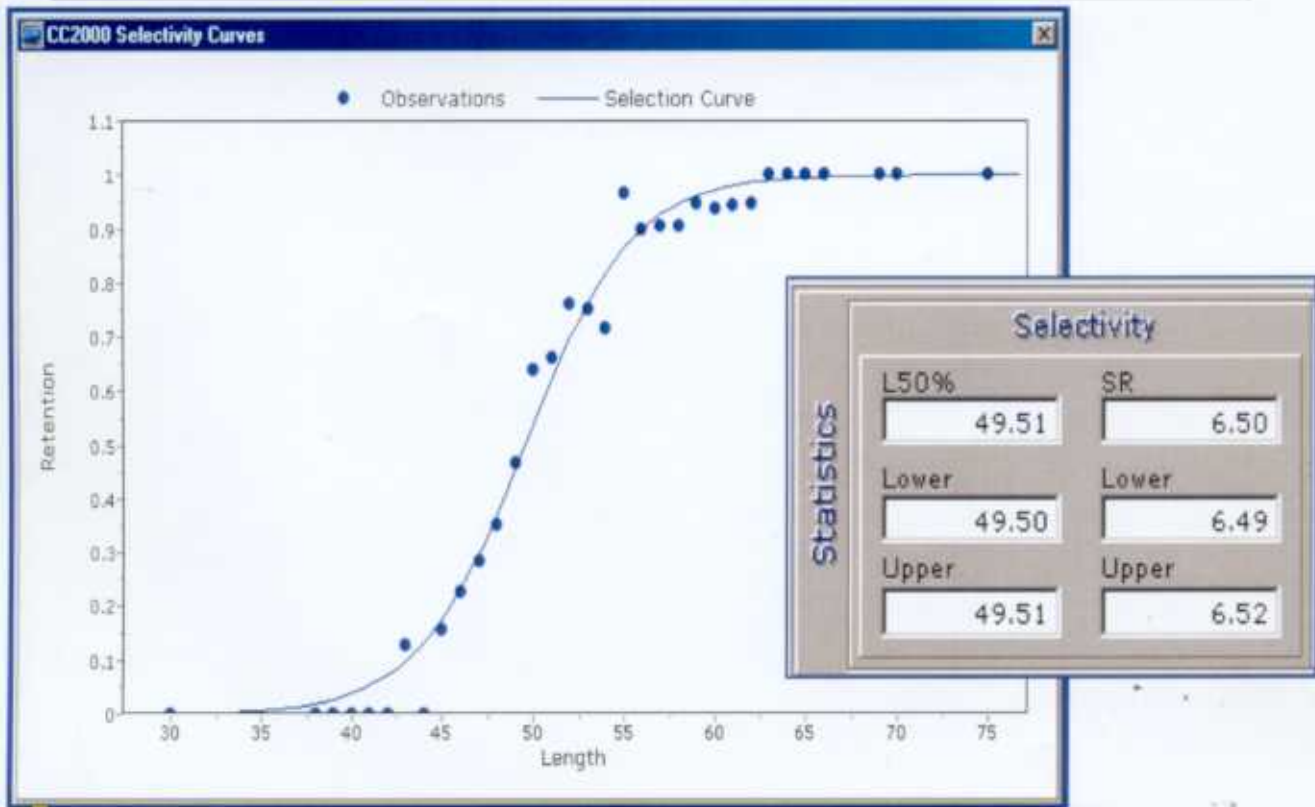 CC2000 Selectivity Curves
Observations Selection Curve
1.1
1
0.9
0.8
0.7
0.6
0.5
0.4
0.3
0.2
0.1
0
Retention
30 35 40 45 50 55 60 65 70 75
Length
Statistics
Selectivity
L50% SR
49.51 6.50
Lower Lower
49.50 6.49
Upper Upper
49.51 6.52